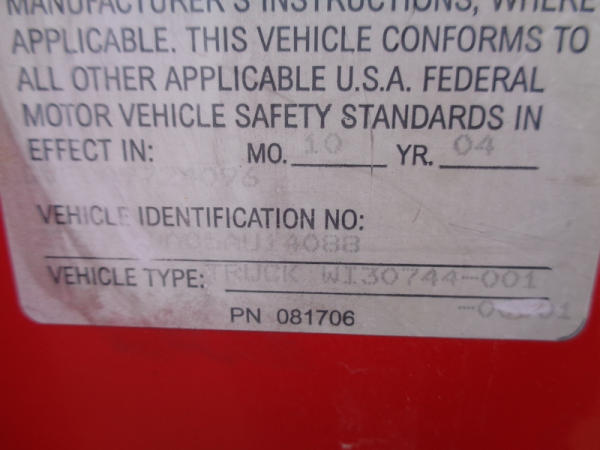 MANUFACTURER'S INSTRUCTIONS, WHERE
APPLICABLE. THIS VEHICLE CONFORMS TO
ALL OTHER APPLICABLE U.S.A. FEDERAL
MOTOR VEHICLE SAFETY STANDARDS IN
EFFECT IN: MO. 10 YR. 04
VEHICLE IDENTIFICATION NO:
VEHICLE TYPE: TRUCK WI30744-001
PN 081706